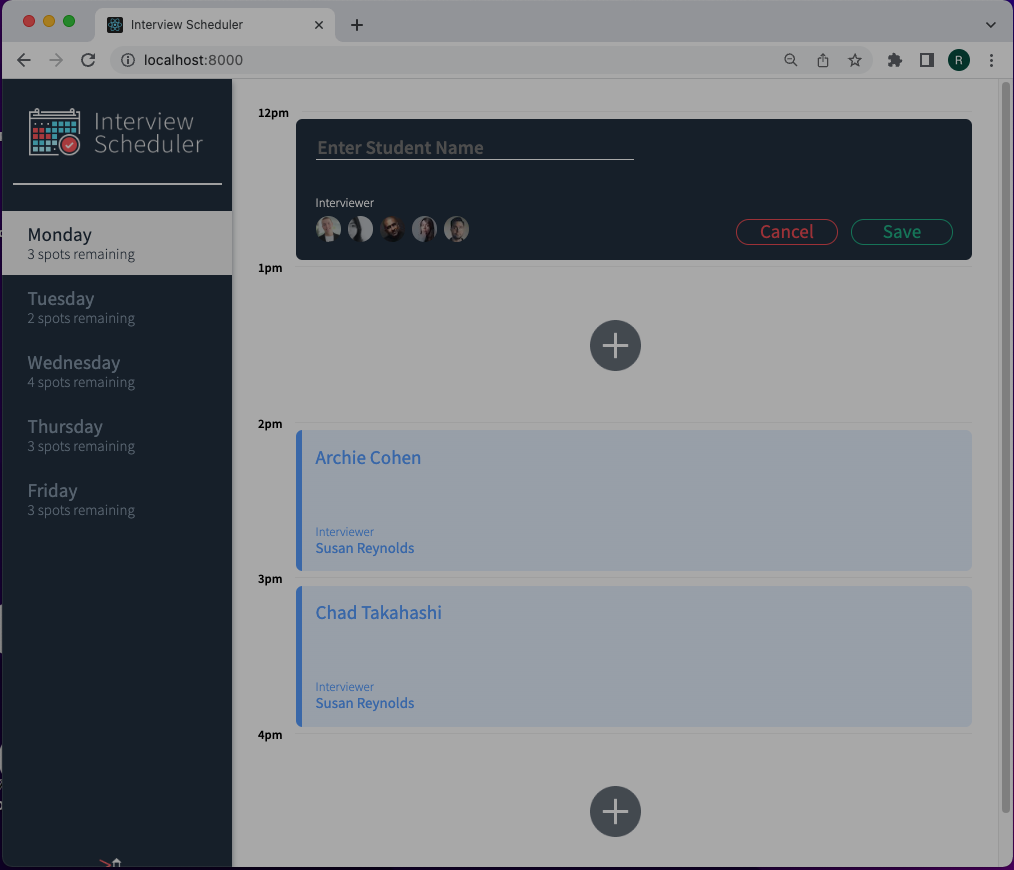 Interview Scheduler
localhost:8000
R
Interview
Scheduler
Monday
3 spots remaining
Tuesday
2 spots remaining
Wednesday
4 spots remaining
Thursday
3 spots remaining
Friday
3 spots remaining
12pm
Enter Student Name
Interviewer
Cancel
Save
1pm
2pm
Archie Cohen
Interviewer
Susan Reynolds
3pm
Chad Takahashi
Interviewer
Susan Reynolds
4pm